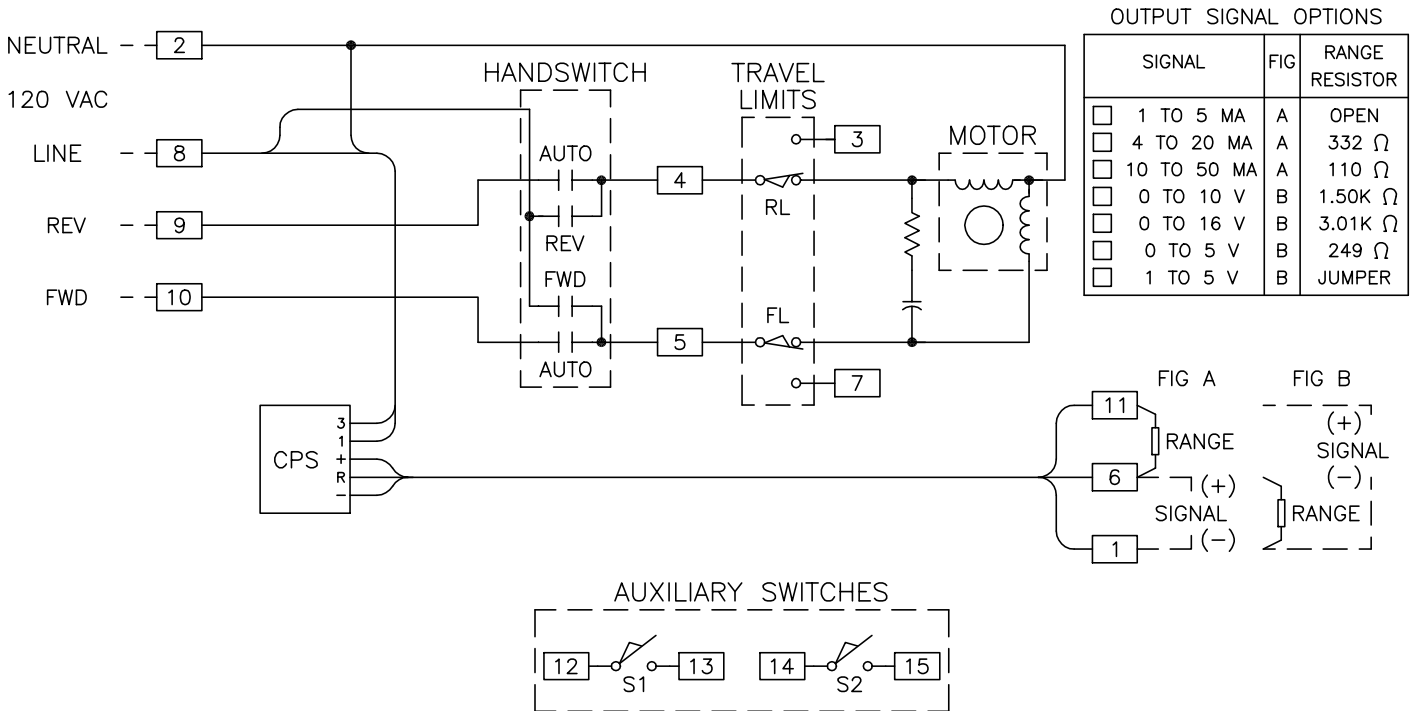 OUTPUT SIGNAL OPTIONS
SIGNAL FIG RANGE RESISTOR
1 TO 5 MA A OPEN
4 TO 20 MA A 332 Ω
10 TO 50 MA A 110 Ω
0 TO 10 V B 1.50K Ω
0 TO 16 V B 3.01K Ω
0 TO 5 V B 249 Ω
1 TO 5 V B JUMPER
NEUTRAL 2
120 VAC
LINE 8
REV 9
FWD 10
HANDSWITCH
AUTO
REV
FWD
AUTO
4
5
TRAVEL
LIMITS
3
RL
FL
7
MOTOR
CPS
3
1
+
R
-
11
6
1
FIG A
RANGE
(+)
SIGNAL
(-)
FIG B
(+)
SIGNAL
(-)
RANGE
AUXILIARY SWITCHES
12 S1 13
14 S2 15